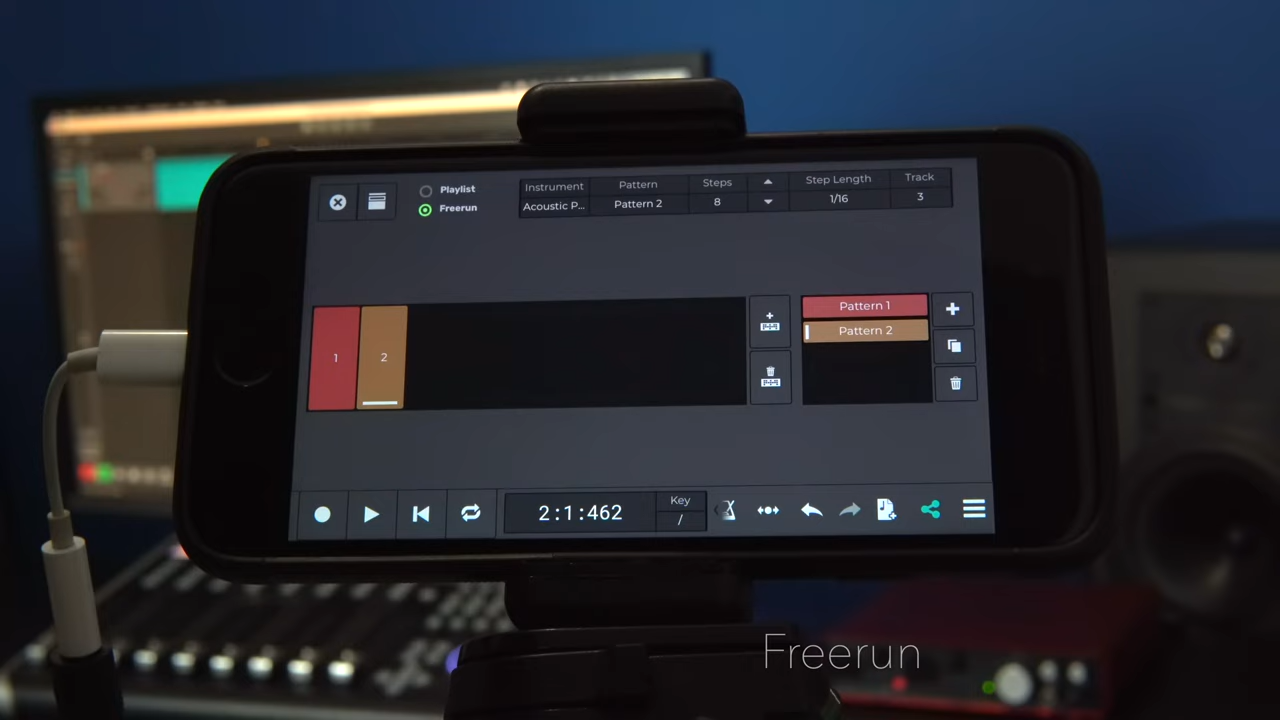 Playlist
Freerun
Instrument Pattern Steps Step Length Track
Acoustic P... Pattern 2 8 1/16 3
1 2
Pattern 1
Pattern 2
2:1:462
Key
/
Freerun